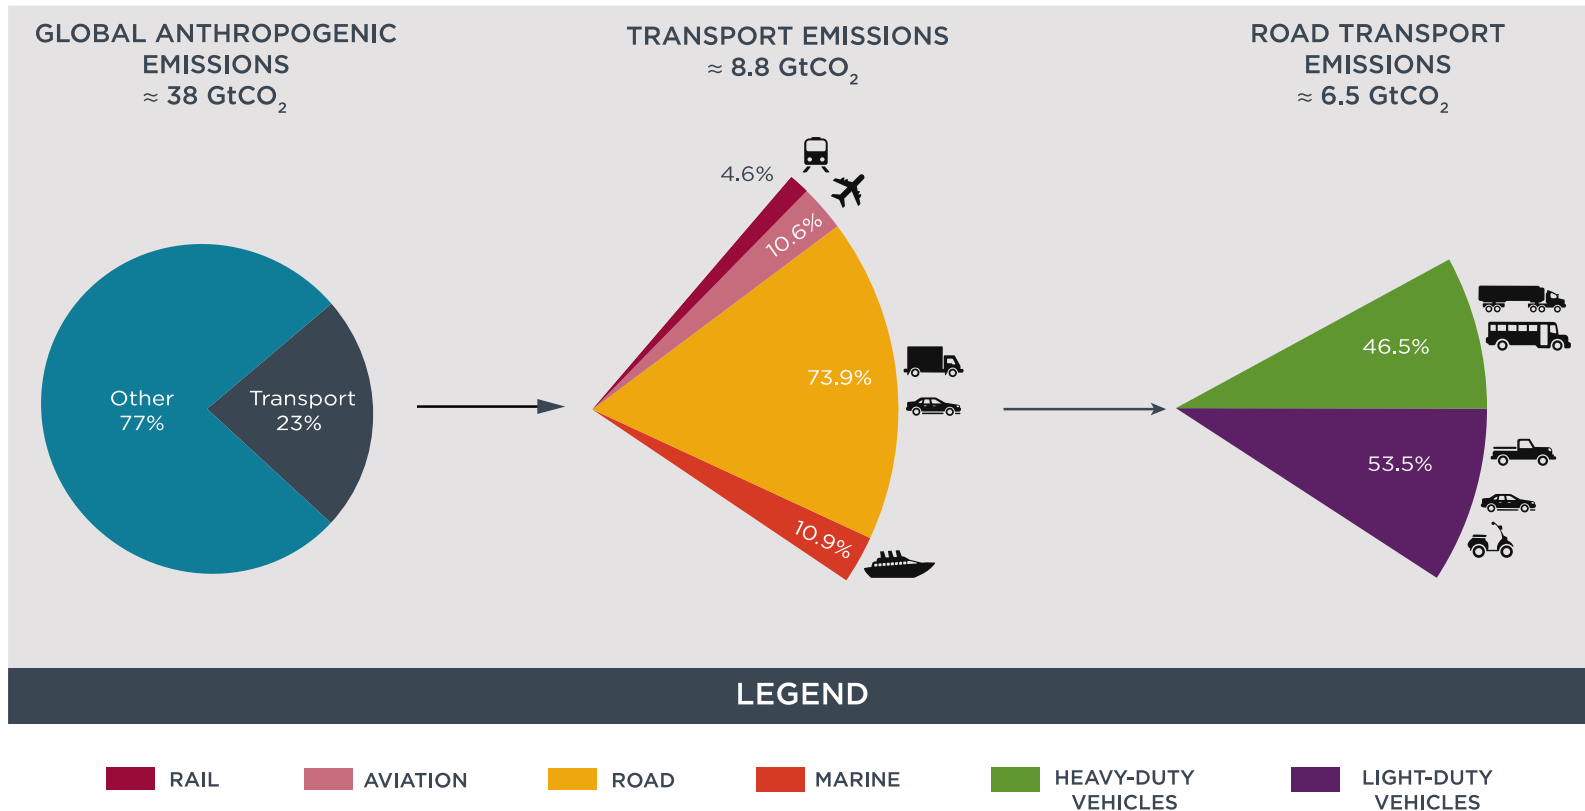 GLOBAL ANTHROPOGENIC
EMISSIONS
≈ 38 GtCO₂
TRANSPORT EMISSIONS
≈ 8.8 GtCO₂
ROAD TRANSPORT
EMISSIONS
≈ 6.5 GtCO₂
Other
77%
Transport
23%
4.6%
10.6%
73.9%
10.9%
46.5%
53.5%
LEGEND
RAIL
AVIATION
ROAD
MARINE
HEAVY-DUTY
VEHICLES
LIGHT-DUTY
VEHICLES